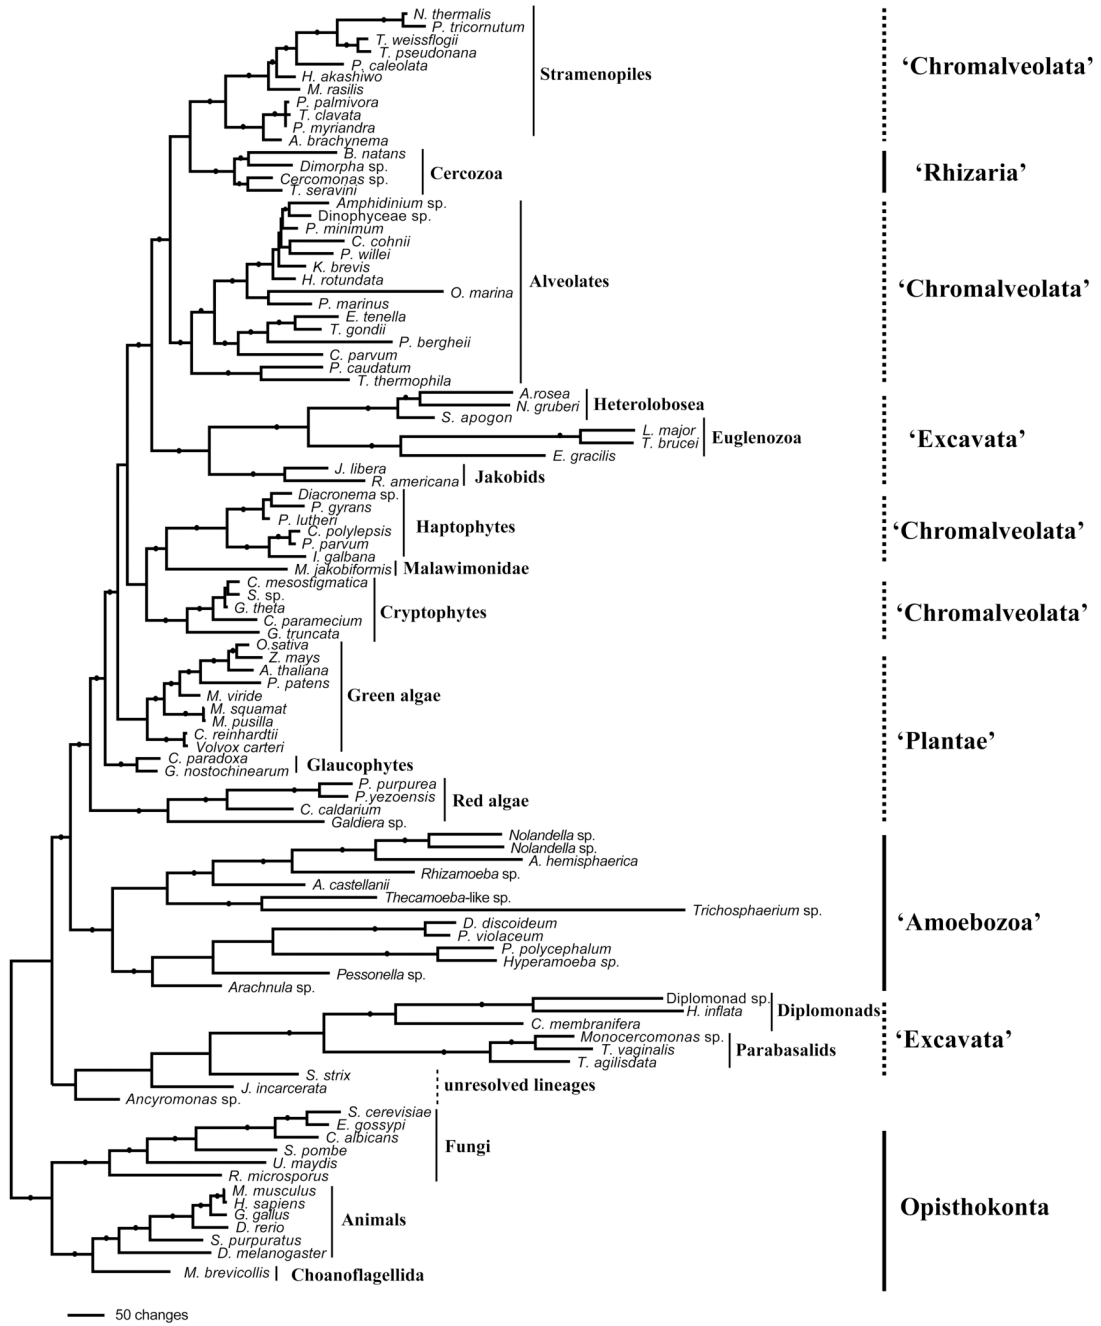 N. thermalis
P. tricornutum
T. weissflogii
T. pseudonana
P. caleolata
H. akashiwo
M. rasilis
P. palmivora
T. clavata
P. myriandra
A. brachynema
Stramenopiles
‘Chromalveolata’
B. natans
Dimorpha sp.
Cercomonas sp.
T. seravini
Cercozoa
‘Rhizaria’
Amphidinium sp.
Dinophyceae sp.
P. minimum
C. cohnii
P. willei
K. brevis
H. rotundata
O. marina
P. marinus
E. tenella
T. gondii
P. bergheii
C. parvum
P. caudatum
T. thermophila
Alveolates
‘Chromalveolata’
A.rosea
N. gruberi
S. apogon
Heterolobosea
L. major
T. brucei
E. gracilis
Euglenozoa
J. libera
R. americana
Jakobids
‘Excavata’
Diacronema sp.
P. gyrans
P. lutheri
C. polylepsis
P. parvum
I. galbana
Haptophytes
‘Chromalveolata’
M. jakobiformis
Malawimonidae
C. mesostigmatica
S. sp.
G. theta
C. paramecium
G. truncata
Cryptophytes
‘Chromalveolata’
O.sativa
Z. mays
A. thaliana
P. patens
M. viride
M. squamat
M. pusilla
C. reinhardtii
Volvox carteri
Green algae
C. paradoxa
G. nostochinearum
Glaucophytes
‘Plantae’
P. purpurea
P.yezoensis
C. caldarium
Galdiera sp.
Red algae
Nolandella sp.
Nolandella sp.
A. hemisphaerica
Rhizamoeba sp.
A. castellanii
Thecamoeba-like sp.
Trichosphaerium sp.
D. discoideum
P. violaceum
P. polycephalum
Hyperamoeba sp.
Pessonella sp.
Arachnula sp.
‘Amoebozoa’
Diplomonad sp.
H. inflata
C. membranifera
Diplomonads
Monocercomonas sp.
T. vaginalis
T. agilisdata
Parabasalids
‘Excavata’
S. strix
J. incarcerata
Ancyromonas sp.
unresolved lineages
S. cerevisiae
E. gossypi
C. albicans
S. pombe
U. maydis
R. microsporus
Fungi
M. musculus
H. sapiens
G. gallus
D. rerio
S. purpuratus
D. melanogaster
Animals
Opisthokonta
M. brevicollis
Choanoflagellida
50 changes